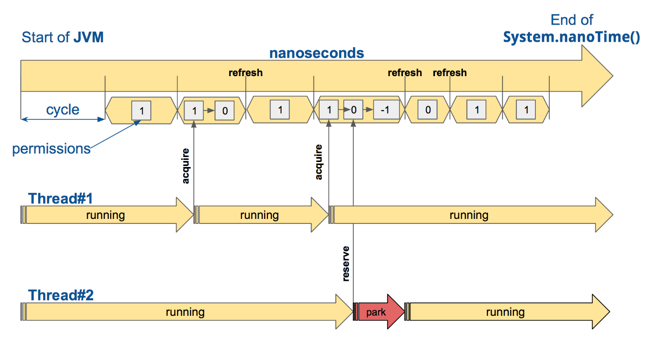 End of
Start of JVM
System.nanoTime()
nanoseconds
refresh
refresh
refresh
cycle
1
1
0
1
1
0
-1
0
1
1
permissions
acquire
acquire
Thread#1
running
running
running
reserve
Thread#2
running
park
running